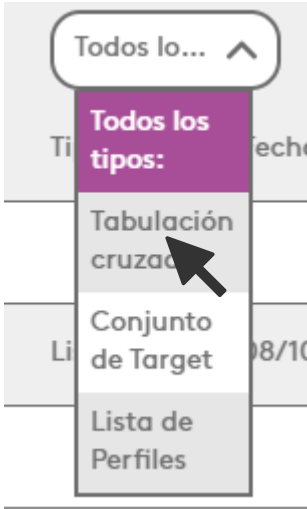 Todos lo...
Todos los
tipos:
Tabulación
Conjunto
de Target
Lista de
Perfiles